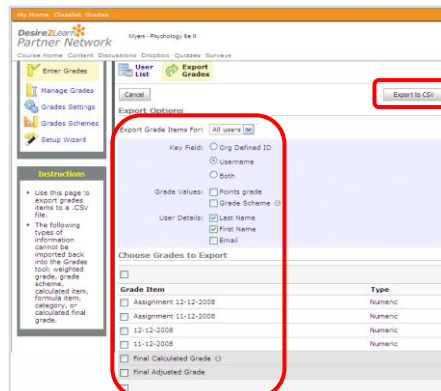 My Home Classlist Grades
Desire2Learn
Partner Network
Myers - Psychology Se II
Course Home Content Discussions Dropbox Quizzes Surveys
Enter Grades
Manage Grades
Grades Settings
Grades Schemes
Setup Wizard
Instructions
Use this page to
export grades
items to a .CSV
file.
The following
types of
information
cannot be
imported back
into the Grades
tool: weighted
grade, grade
scheme,
calculated item,
formula item,
category, or
calculated final
grade.
User List
Export Grades
Cancel
Export to CSV
Export Options
Export Grade Items For: All users
Key Field: Org Defined ID
Username
Both
Grade Values: Points grade
Grade Scheme
User Details: Last Name
First Name
Email
Choose Grades to Export
Grade Item Type
Assignment 12-12-2008 Numeric
Assignment 11-12-2008 Numeric
12-12-2008 Numeric
11-12-2008 Numeric
Final Calculated Grade
Final Adjusted Grade